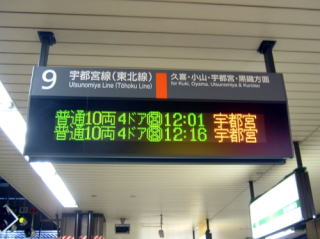 9 宇都宮線(東北線) 久喜・小山・宇都宮・黒磯方面
Utsunomiya Line (Tōhoku Line) for Kuki, Oyama, Utsunomiya & Kuroiso
普通10両4ドア 12:01 宇都宮
普通10両4ドア 12:16 宇都宮